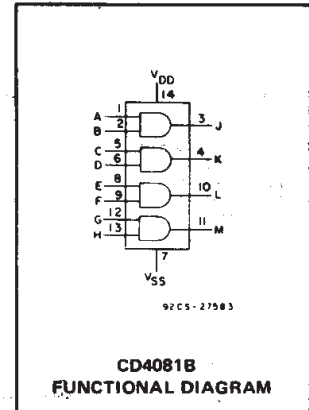 VDD
14
A 1
B 2
3 J
C 5
D 6
4 K
E 8
F 9
10 L
G 12
H 13
11 M
7
VSS
92CS-27583
CD4081B
FUNCTIONAL DIAGRAM